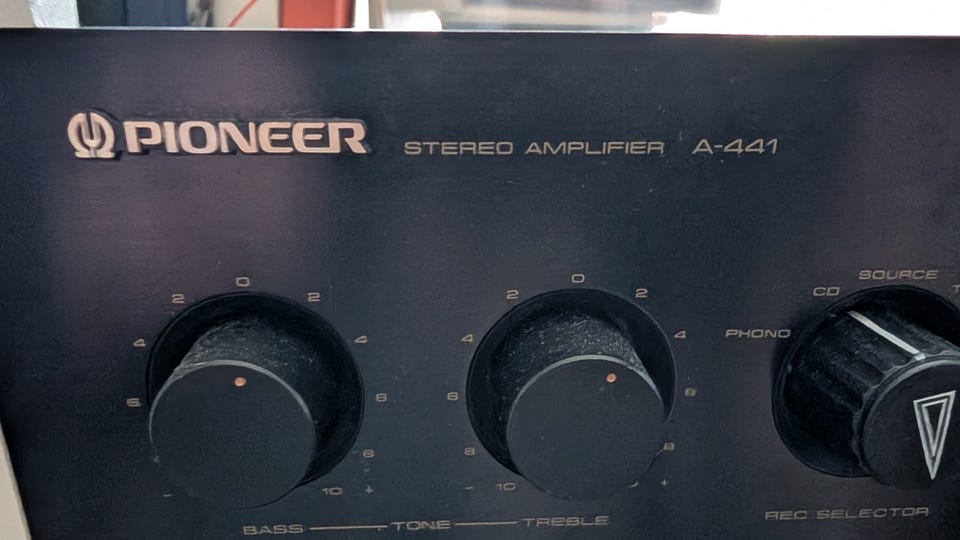 PIONEER STEREO AMPLIFIER A-441
0 0 SOURCE
2 2 2 2 CD
4 4 4 4 PHONO
6 6 6 6
8 8 8
- 10 + - 10 +
BASS TONE TREBLE REC SELECTOR